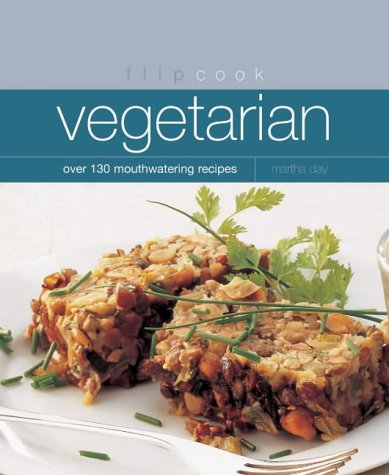 flipcook
vegetarian
over 130 mouthwatering recipes martha day